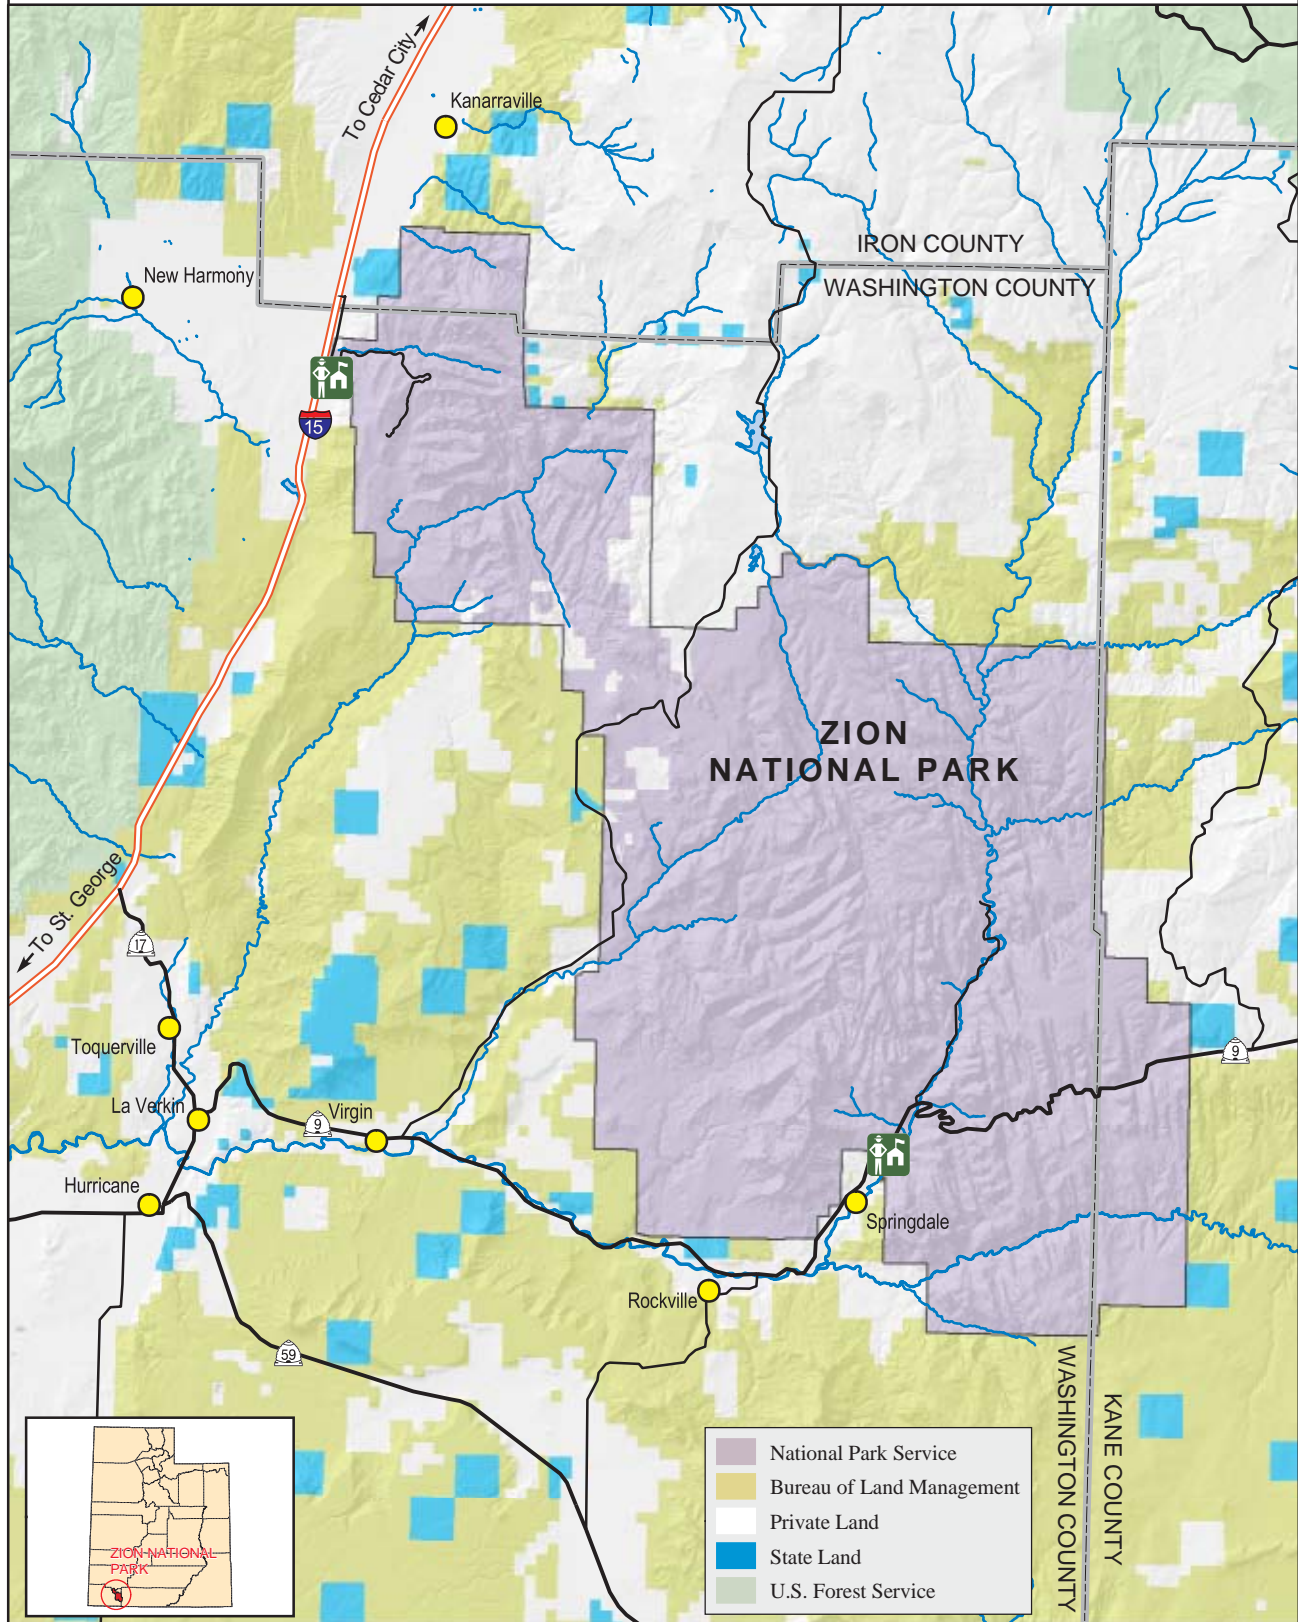 To Cedar City
Kanarraville
IRON COUNTY
WASHINGTON COUNTY
New Harmony
15
ZION
NATIONAL PARK
To St. George
17
Toquerville
9
La Verkin
Virgin
9
Hurricane
Springdale
Rockville
59
WASHINGTON COUNTY
KANE COUNTY
ZION NATIONAL
PARK
National Park Service
Bureau of Land Management
Private Land
State Land
U.S. Forest Service